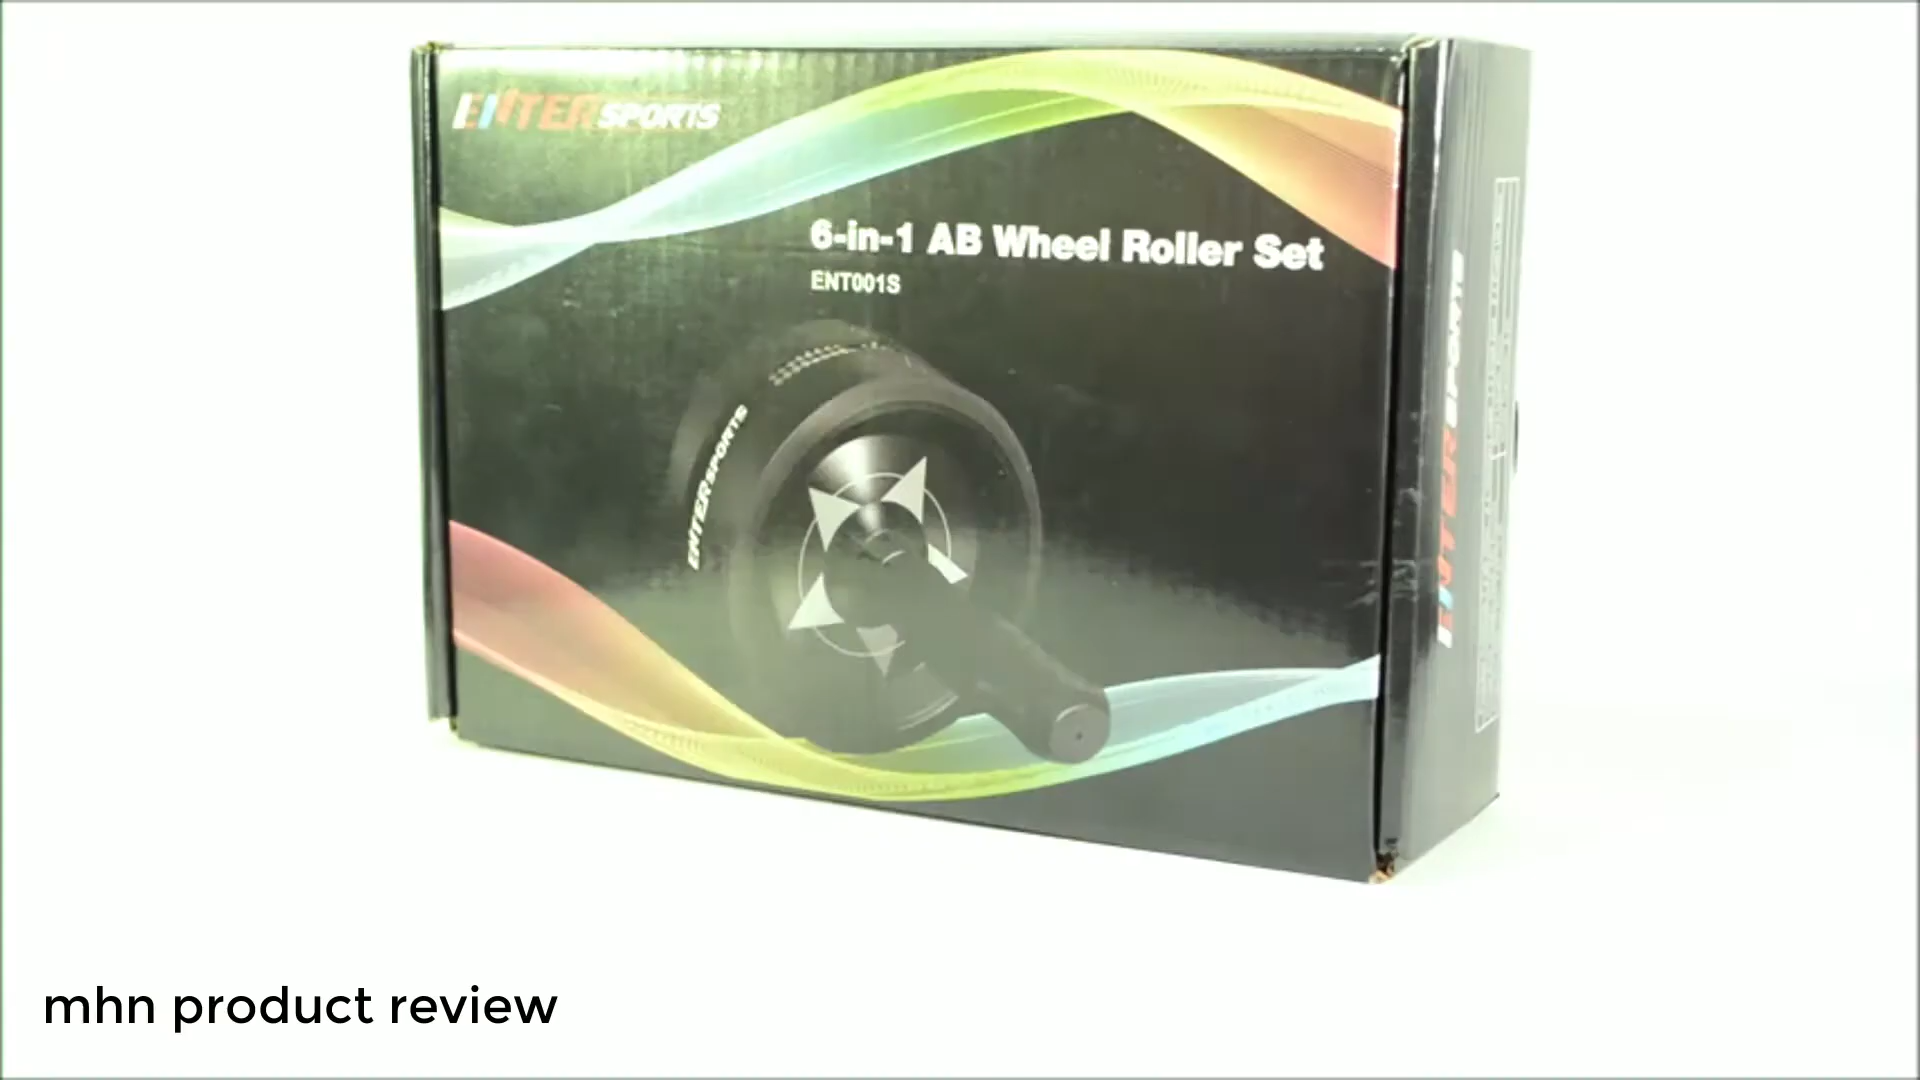 ENTERSPORTS
6-in-1 AB Wheel Roller Set
ENT001S
ENTERSPORTS
ENTERSPORTS
mhn product review